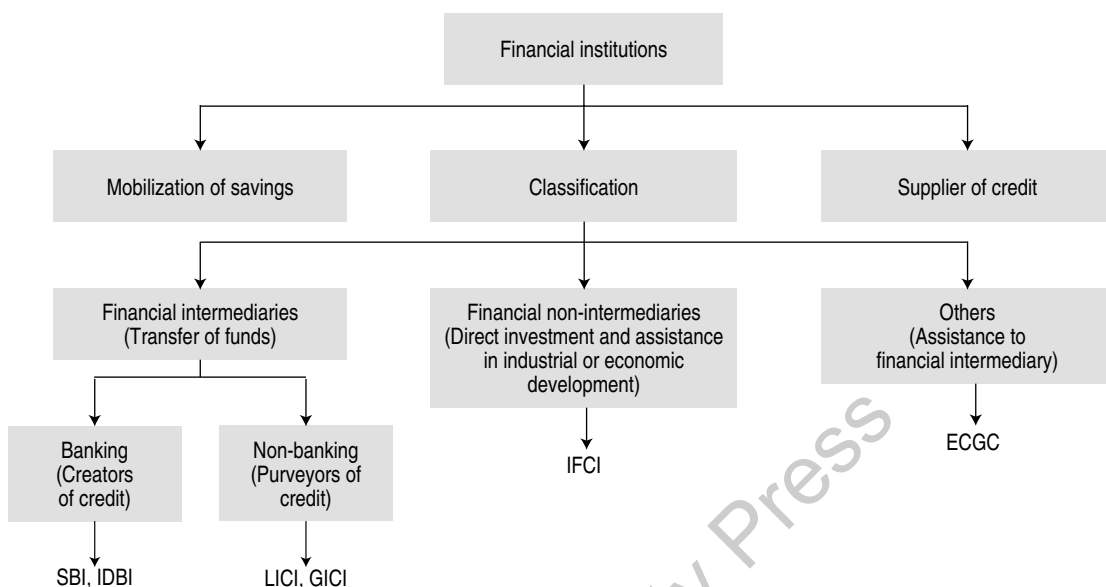 Financial institutions
Mobilization of savings
Classification
Supplier of credit
Financial intermediaries
(Transfer of funds)
Financial non-intermediaries
(Direct investment and assistance
in industrial or economic
development)
Others
(Assistance to
financial intermediary)
Banking
(Creators
of credit)
Non-banking
(Purveyors of
credit)
IFCI
ECGC
SBI, IDBI
LICI, GICI
Press